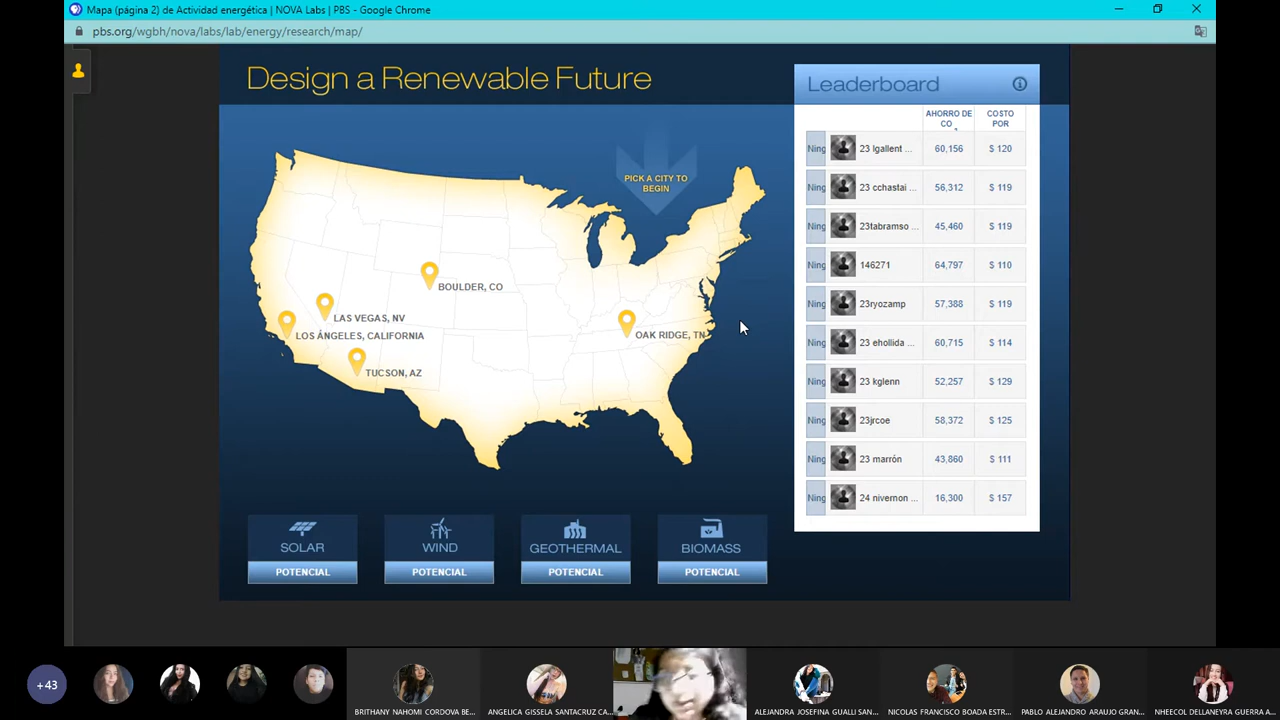 Mapa (página 2) de Actividad energética | NOVA Labs | PBS - Google Chrome
pbs.org/wgbh/nova/labs/lab/energy/research/map/
Design a Renewable Future
PICK A CITY TO
BEGIN
BOULDER, CO
LAS VEGAS, NV
LOS ÁNGELES, CALIFORNIA
OAK RIDGE, TN
TUCSON, AZ
SOLAR
POTENCIAL
WIND
POTENCIAL
GEOTHERMAL
POTENCIAL
BIOMASS
POTENCIAL
Leaderboard
AHORRO DE
CO
COSTO
POR
Ning 23 lgallent ... 60,156 $ 120
Ning 23 cchastai ... 56,312 $ 119
Ning 23tabramso ... 45,460 $ 119
Ning 146271 64,797 $ 110
Ning 23ryozamp 57,388 $ 119
Ning 23 ehollida ... 60,715 $ 114
Ning 23 kglenn 52,257 $ 129
Ning 23jrcoe 58,372 $ 125
Ning 23 marrón 43,860 $ 111
Ning 24 nivernon ... 16,300 $ 157
+43
BRITHANY NAHOMI CORDOVA BE...
ANGELICA GISSELA SANTACRUZ CA...
ALEJANDRA JOSEFINA GUALLI SAN...
NICOLAS FRANCISCO BOADA ESTR...
PABLO ALEJANDRO ARAUJO GRAN...
NHEECOL DELLANEYRA GUERRA A...